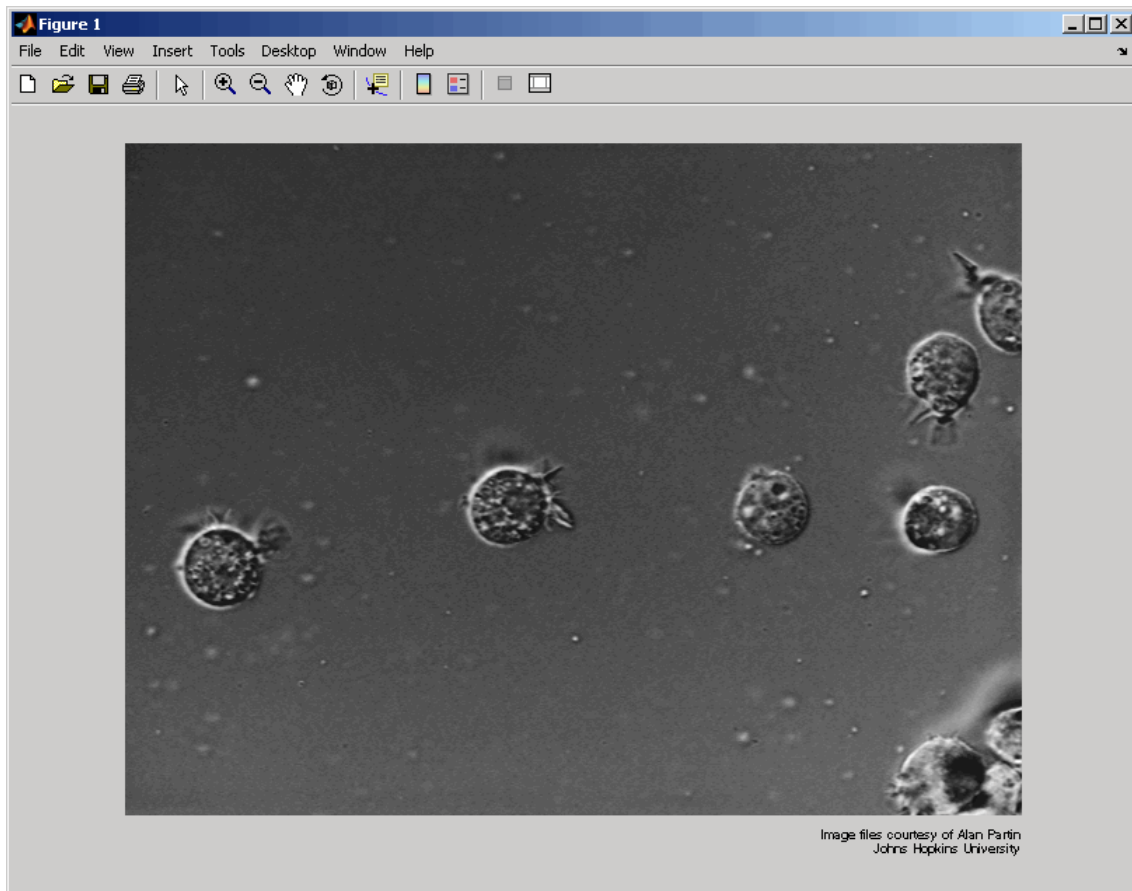 Figure 1
File Edit View Insert Tools Desktop Window Help
Image files courtesy of Alan Partin
Johns Hopkins University